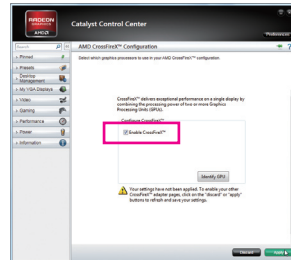 RADEON
GRAPHICS
AMD
Catalyst Control Center
Preferences
Search
AMD CrossFireX™ Configuration
?
Pinned
Presets
Desktop
Management
My VGA Displays
Video
Gaming
Performance
Power
Information
Select which graphics processors to use in your AMD CrossFireX™ configuration.
CrossFireX™ delivers exceptional performance on a single display by
combining the processing power of two or more Graphics
Processing Units (GPU).
Configure CrossFireX™
Enable CrossFireX™
Identify GPU
Your settings have not been applied. To enable your other
CrossFireX™ adapter pages, click on the "discard" or "apply"
buttons to refresh and save your settings.
Discard
Apply